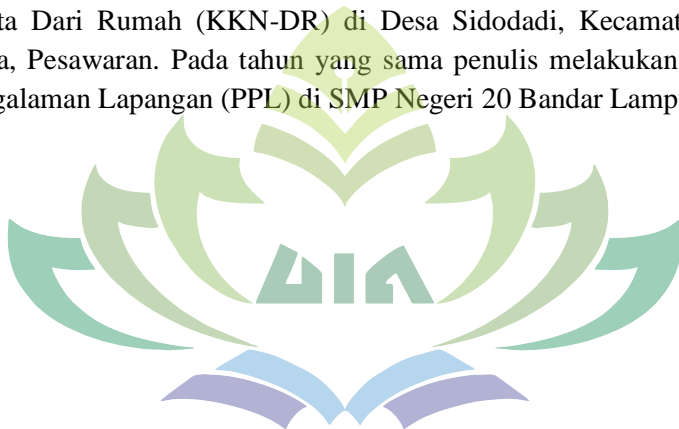 ta Dari Rumah (KKN-DR) di Desa Sidodadi, Kecamat
a, Pesawaran. Pada tahun yang sama penulis melakukan
galaman Lapangan (PPL) di SMP Negeri 20 Bandar Lamp
UIN